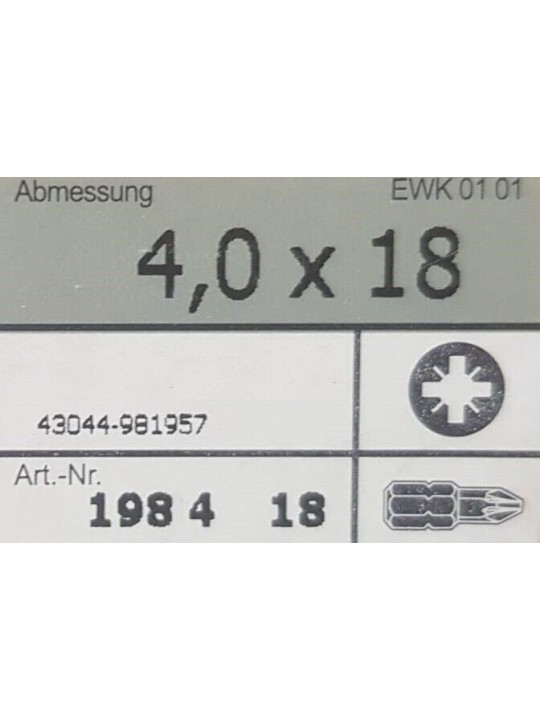 Abmessung EWK 01 01
4,0 x 18
43044-981957
Art.-Nr.
198 4 18